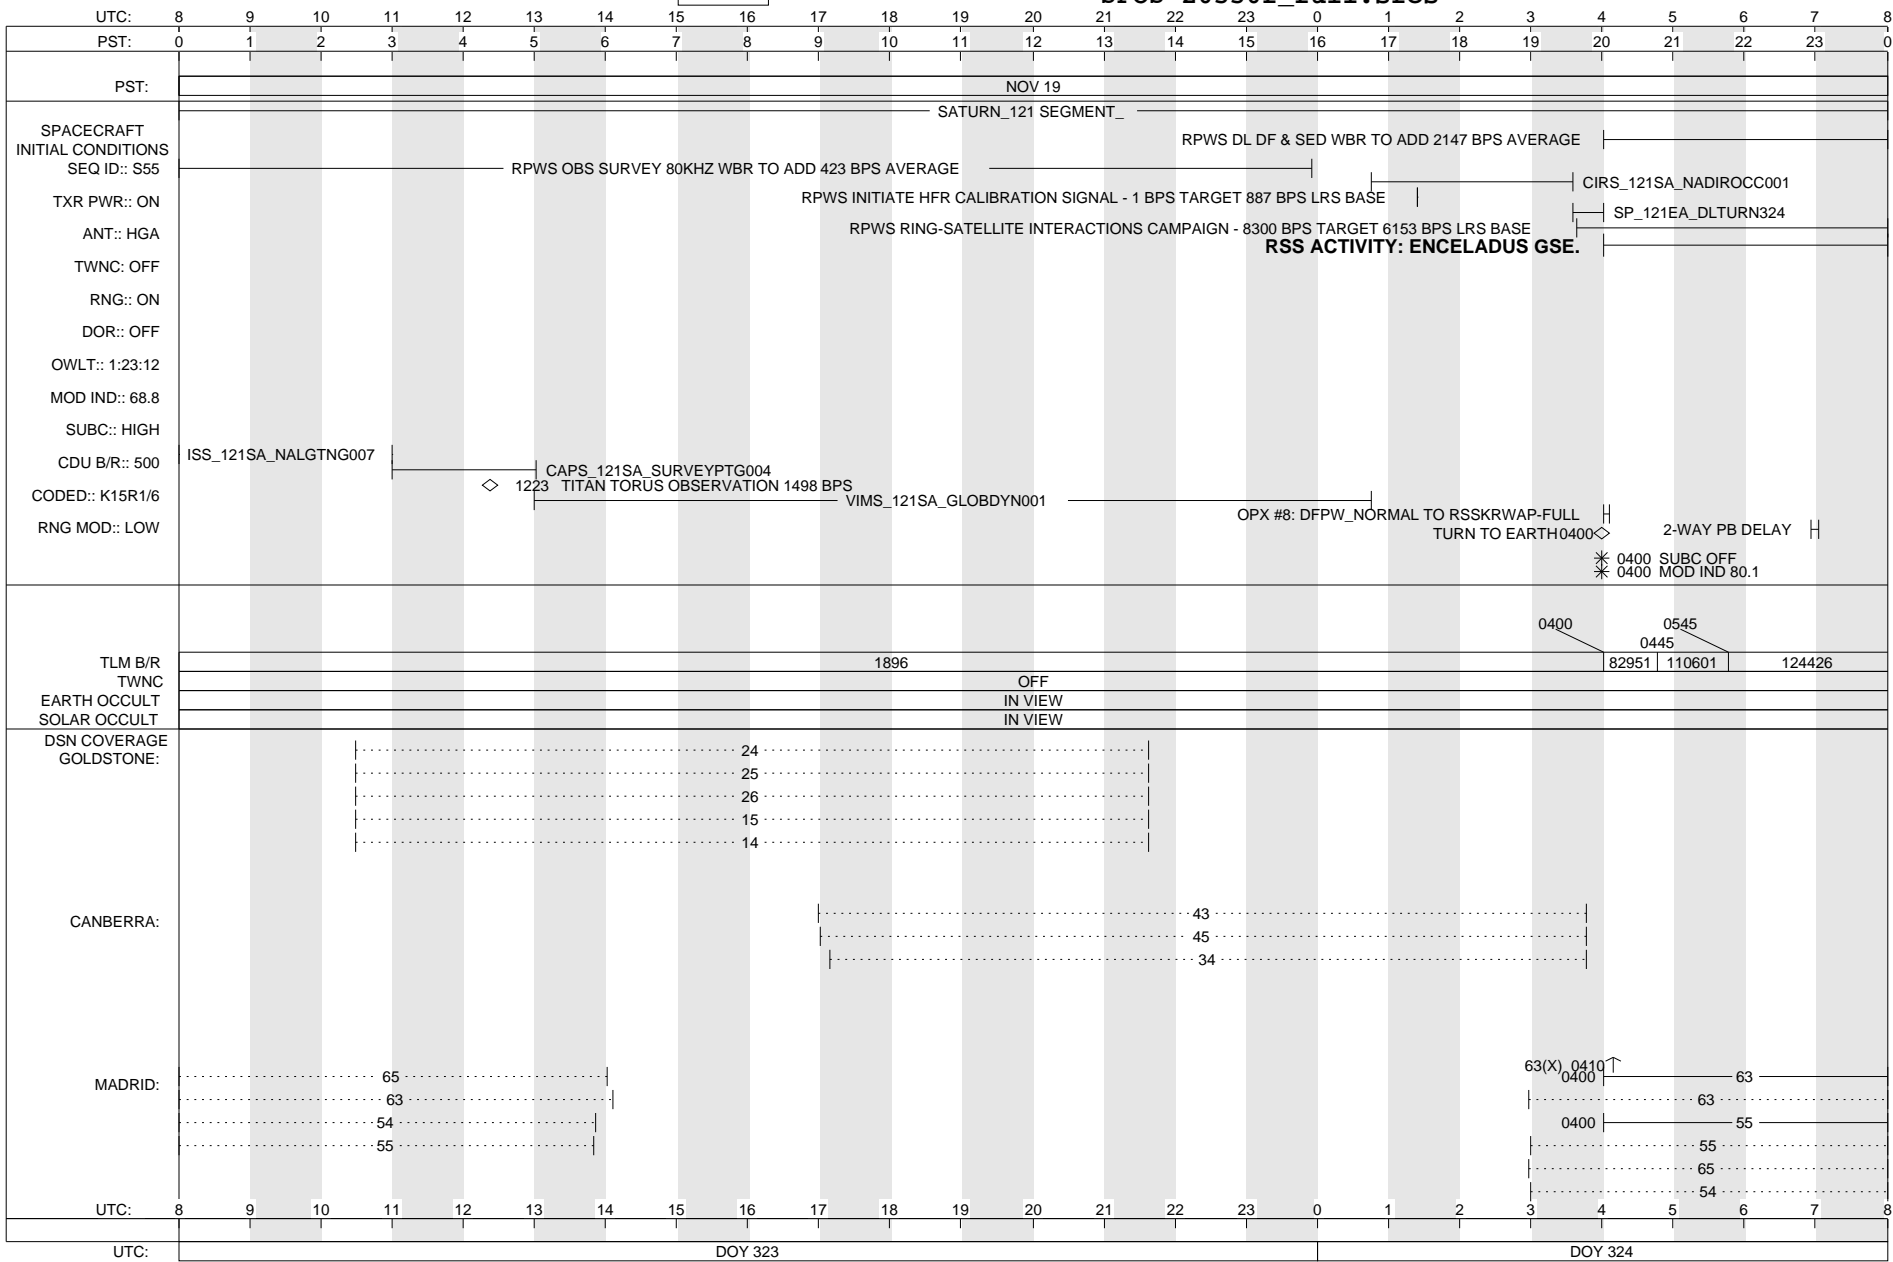 UTC: 8 9 10 11 12 13 14 15 16 17 18 19 20 21 22 23 0 1 2 3 4 5 6 7 8
PST: 0 1 2 3 4 5 6 7 8 9 10 11 12 13 14 15 16 17 18 19 20 21 22 23 0
PST: NOV 19
SATURN_121 SEGMENT_
SPACECRAFT
INITIAL CONDITIONS
RPWS DL DF & SED WBR TO ADD 2147 BPS AVERAGE
SEQ ID:: S55
RPWS OBS SURVEY 80KHZ WBR TO ADD 423 BPS AVERAGE
CIRS_121SA_NADIROCC001
TXR PWR:: ON
RPWS INITIATE HFR CALIBRATION SIGNAL - 1 BPS TARGET 887 BPS LRS BASE
SP_121EA_DLTURN324
ANT:: HGA
RPWS RING-SATELLITE INTERACTIONS CAMPAIGN - 8300 BPS TARGET 6153 BPS LRS BASE
RSS ACTIVITY: ENCELADUS GSE.
TWNC: OFF
RNG:: ON
DOR:: OFF
OWLT:: 1:23:12
MOD IND:: 68.8
SUBC:: HIGH
ISS_121SA_NALGTNG007
CDU B/R:: 500
CAPS_121SA_SURVEYPTG004
1223 TITAN TORUS OBSERVATION 1498 BPS
CODED:: K15R1/6
VIMS_121SA_GLOBDYN001
OPX #8: DFPW_NORMAL TO RSSKRWAP-FULL
RNG MOD:: LOW
2-WAY PB DELAY
TURN TO EARTH 0400
0400 SUBC OFF
0400 MOD IND 80.1
0400 0545
0445
TLM B/R 1896 82951 110601 124426
TWNC OFF
EARTH OCCULT IN VIEW
SOLAR OCCULT IN VIEW
DSN COVERAGE
GOLDSTONE:
24
25
26
15
14
CANBERRA:
43
45
34
MADRID:
63(X) 0410
65 0400 63
63 63
54 0400 55
55 55
65
54
UTC: 8 9 10 11 12 13 14 15 16 17 18 19 20 21 22 23 0 1 2 3 4 5 6 7 8
UTC: DOY 323 DOY 324